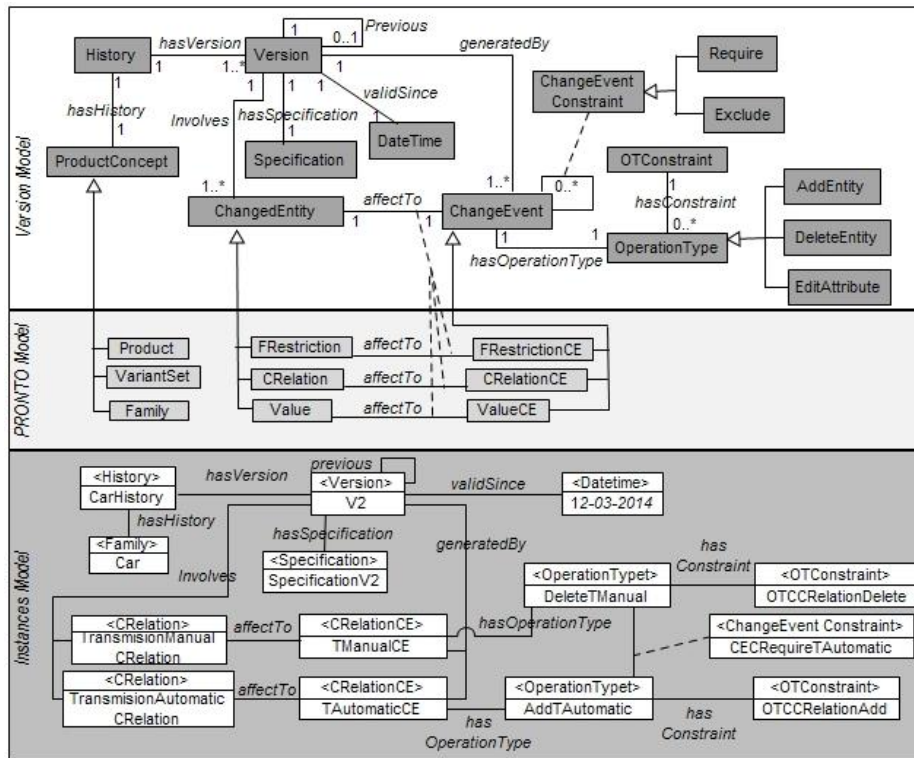 Version Model
History
hasVersion
1
1..*
Version
1
0..1
Previous
generatedBy
1
1
1
1
1
hasHistory
1
ProductConcept
Involves
hasSpecification
1
Specification
validSince
1
DateTime
ChangeEvent
Constraint
Require
Exclude
OTConstraint
1
hasConstraint
0..*
OperationType
AddEntity
DeleteEntity
EditAttribute
1..*
ChangedEntity
1
affectTo
1
1..*
ChangeEvent
0..*
1
1
hasOperationType
PRONTO Model
Product
VariantSet
Family
FRestriction
affectTo
FRestrictionCE
CRelation
affectTo
CRelationCE
Value
affectTo
ValueCE
Instances Model
<History>
CarHistory
hasVersion
previous
<Version>
V2
validSince
<Datetime>
12-03-2014
hasHistory
<Family>
Car
hasSpecification
<Specification>
SpecificationV2
generatedBy
Involves
<OperationTypet>
DeleteTManual
has
Constraint
<OTConstraint>
OTCCRelationDelete
<CRelation>
TransmisionManual
CRelation
affectTo
<CRelationCE>
TManualCE
hasOperationType
<ChangeEvent Constraint>
CECRequireTAutomatic
<CRelation>
TransmisionAutomatic
CRelation
affectTo
<CRelationCE>
TAutomaticCE
has
OperationType
<OperationTypet>
AddTAutomatic
has
Constraint
<OTConstraint>
OTCCRelationAdd